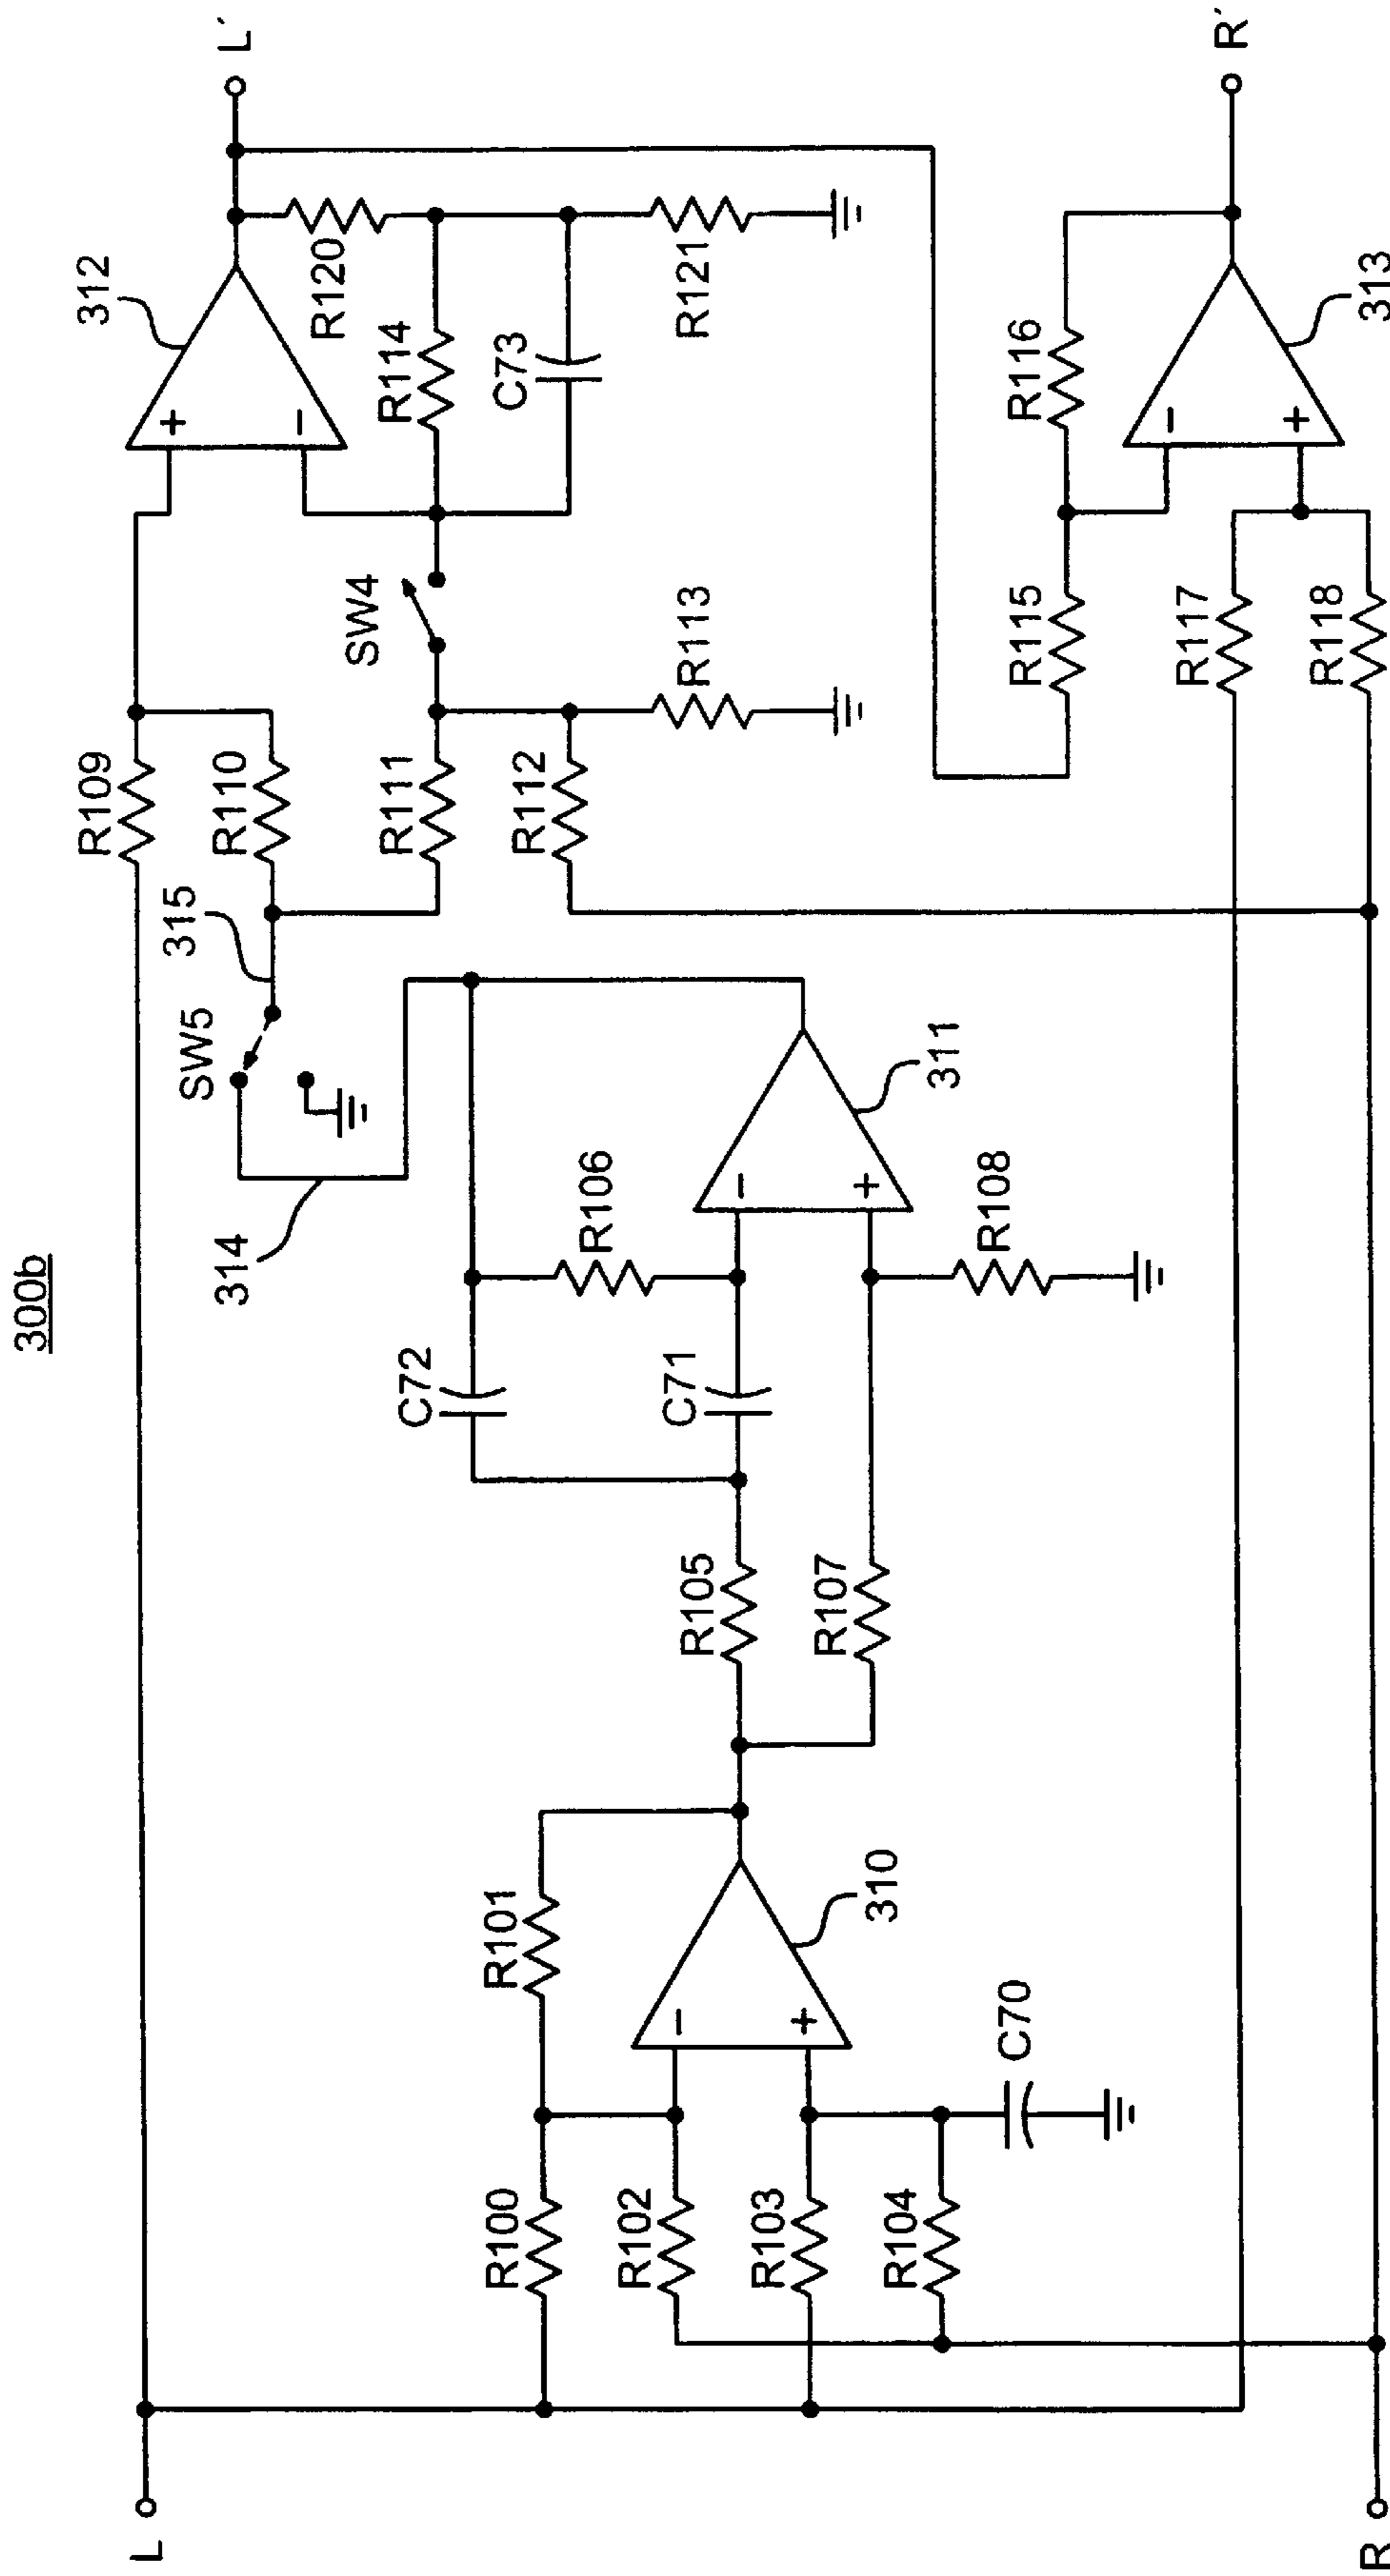 300b
L
R
R100
R102
R103
R104
C70
R101
−
+
310
R105
R107
C72
C71
R106
R108
−
+
311
314
SW5
315
R109
R110
R111
R112
R113
SW4
+
−
312
R114
C73
R120
R121
R115
R116
R117
R118
−
+
313
L′
R′